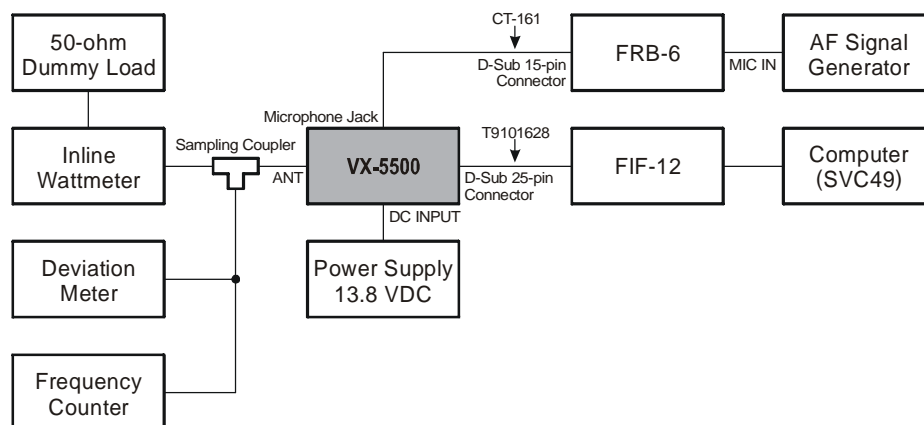 50-ohm
Dummy Load
CT-161
D-Sub 15-pin
Connector
FRB-6
MIC IN
AF Signal
Generator
Microphone Jack
Inline
Wattmeter
Sampling Coupler
ANT
VX-5500
T9101628
D-Sub 25-pin
Connector
FIF-12
Computer
(SVC49)
DC INPUT
Power Supply
13.8 VDC
Deviation
Meter
Frequency
Counter